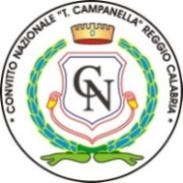 • CONVITTO NAZIONALE "T. CAMPANELLA" REGGIO CALABRIA •
CN